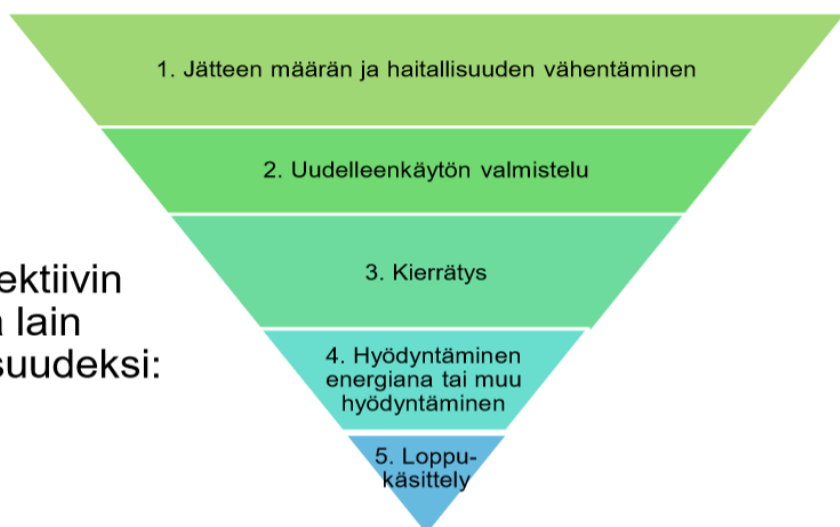 1. Jätteen määrän ja haitallisuuden vähentäminen
2. Uudelleenkäytön valmistelu
3. Kierrätys
4. Hyödyntäminen
energiana tai muu
hyödyntäminen
5. Loppu-
käsittely
ektiivin
lain
suudeksi: